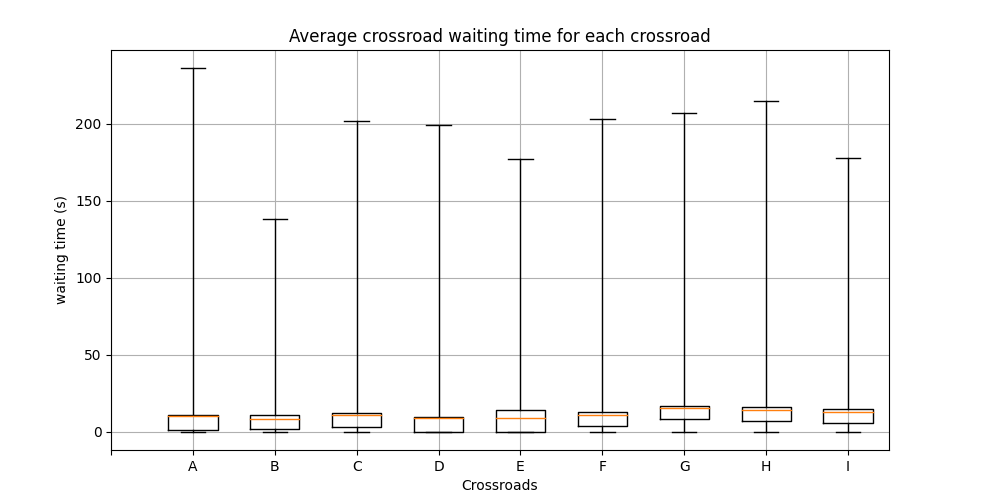 Average crossroad waiting time for each crossroad
waiting time (s)
200
150
100
50
0
A B C D E F G H I
Crossroads